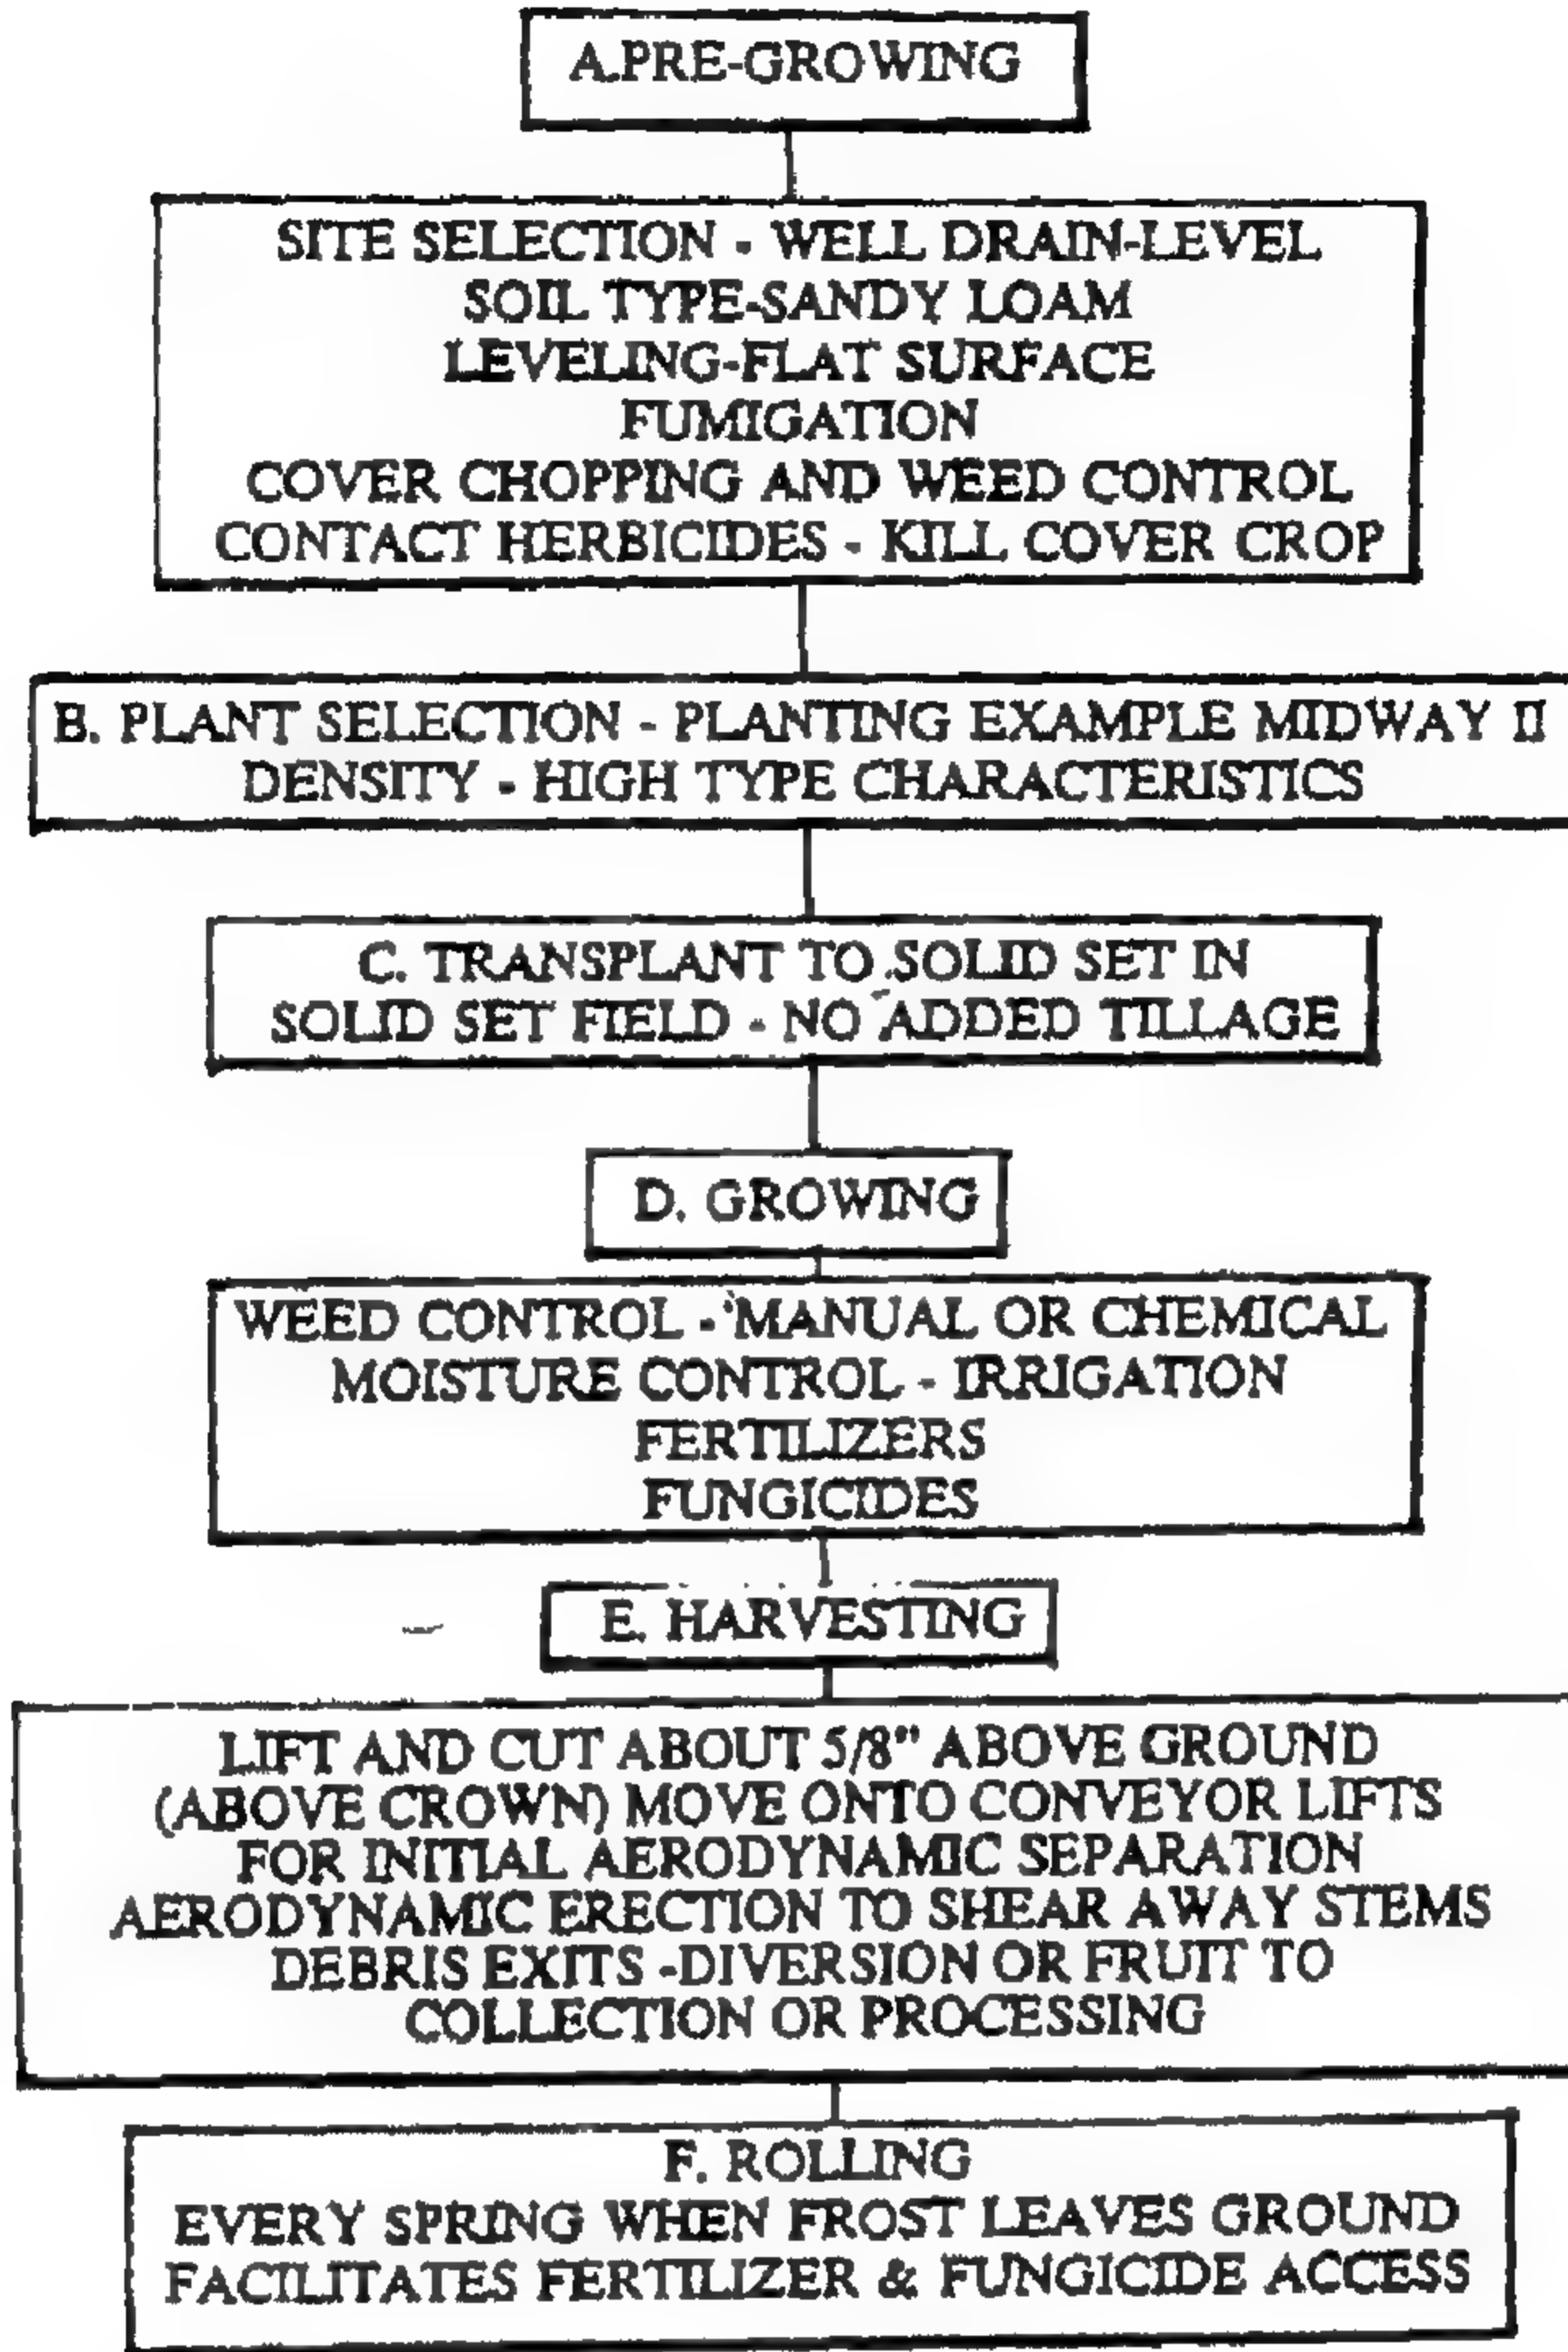 A.PRE-GROWING
SITE SELECTION - WELL DRAIN-LEVEL
SOIL TYPE-SANDY LOAM
LEVELING-FLAT SURFACE
FUMIGATION
COVER CHOPPING AND WEED CONTROL
CONTACT HERBICIDES - KILL COVER CROP
B. PLANT SELECTION - PLANTING EXAMPLE MIDWAY II
DENSITY - HIGH TYPE CHARACTERISTICS
C. TRANSPLANT TO SOLID SET IN
SOLID SET FIELD - NO ADDED TILLAGE
D. GROWING
WEED CONTROL - MANUAL OR CHEMICAL
MOISTURE CONTROL - IRRIGATION
FERTILIZERS
FUNGICIDES
E. HARVESTING
LIFT AND CUT ABOUT 5/8" ABOVE GROUND
(ABOVE CROWN) MOVE ONTO CONVEYOR LIFTS
FOR INITIAL AERODYNAMIC SEPARATION
AERODYNAMIC ERECTION TO SHEAR AWAY STEMS
DEBRIS EXITS -DIVERSION OR FRUIT TO
COLLECTION OR PROCESSING
F. ROLLING
EVERY SPRING WHEN FROST LEAVES GROUND
FACILITATES FERTILIZER & FUNGICIDE ACCESS